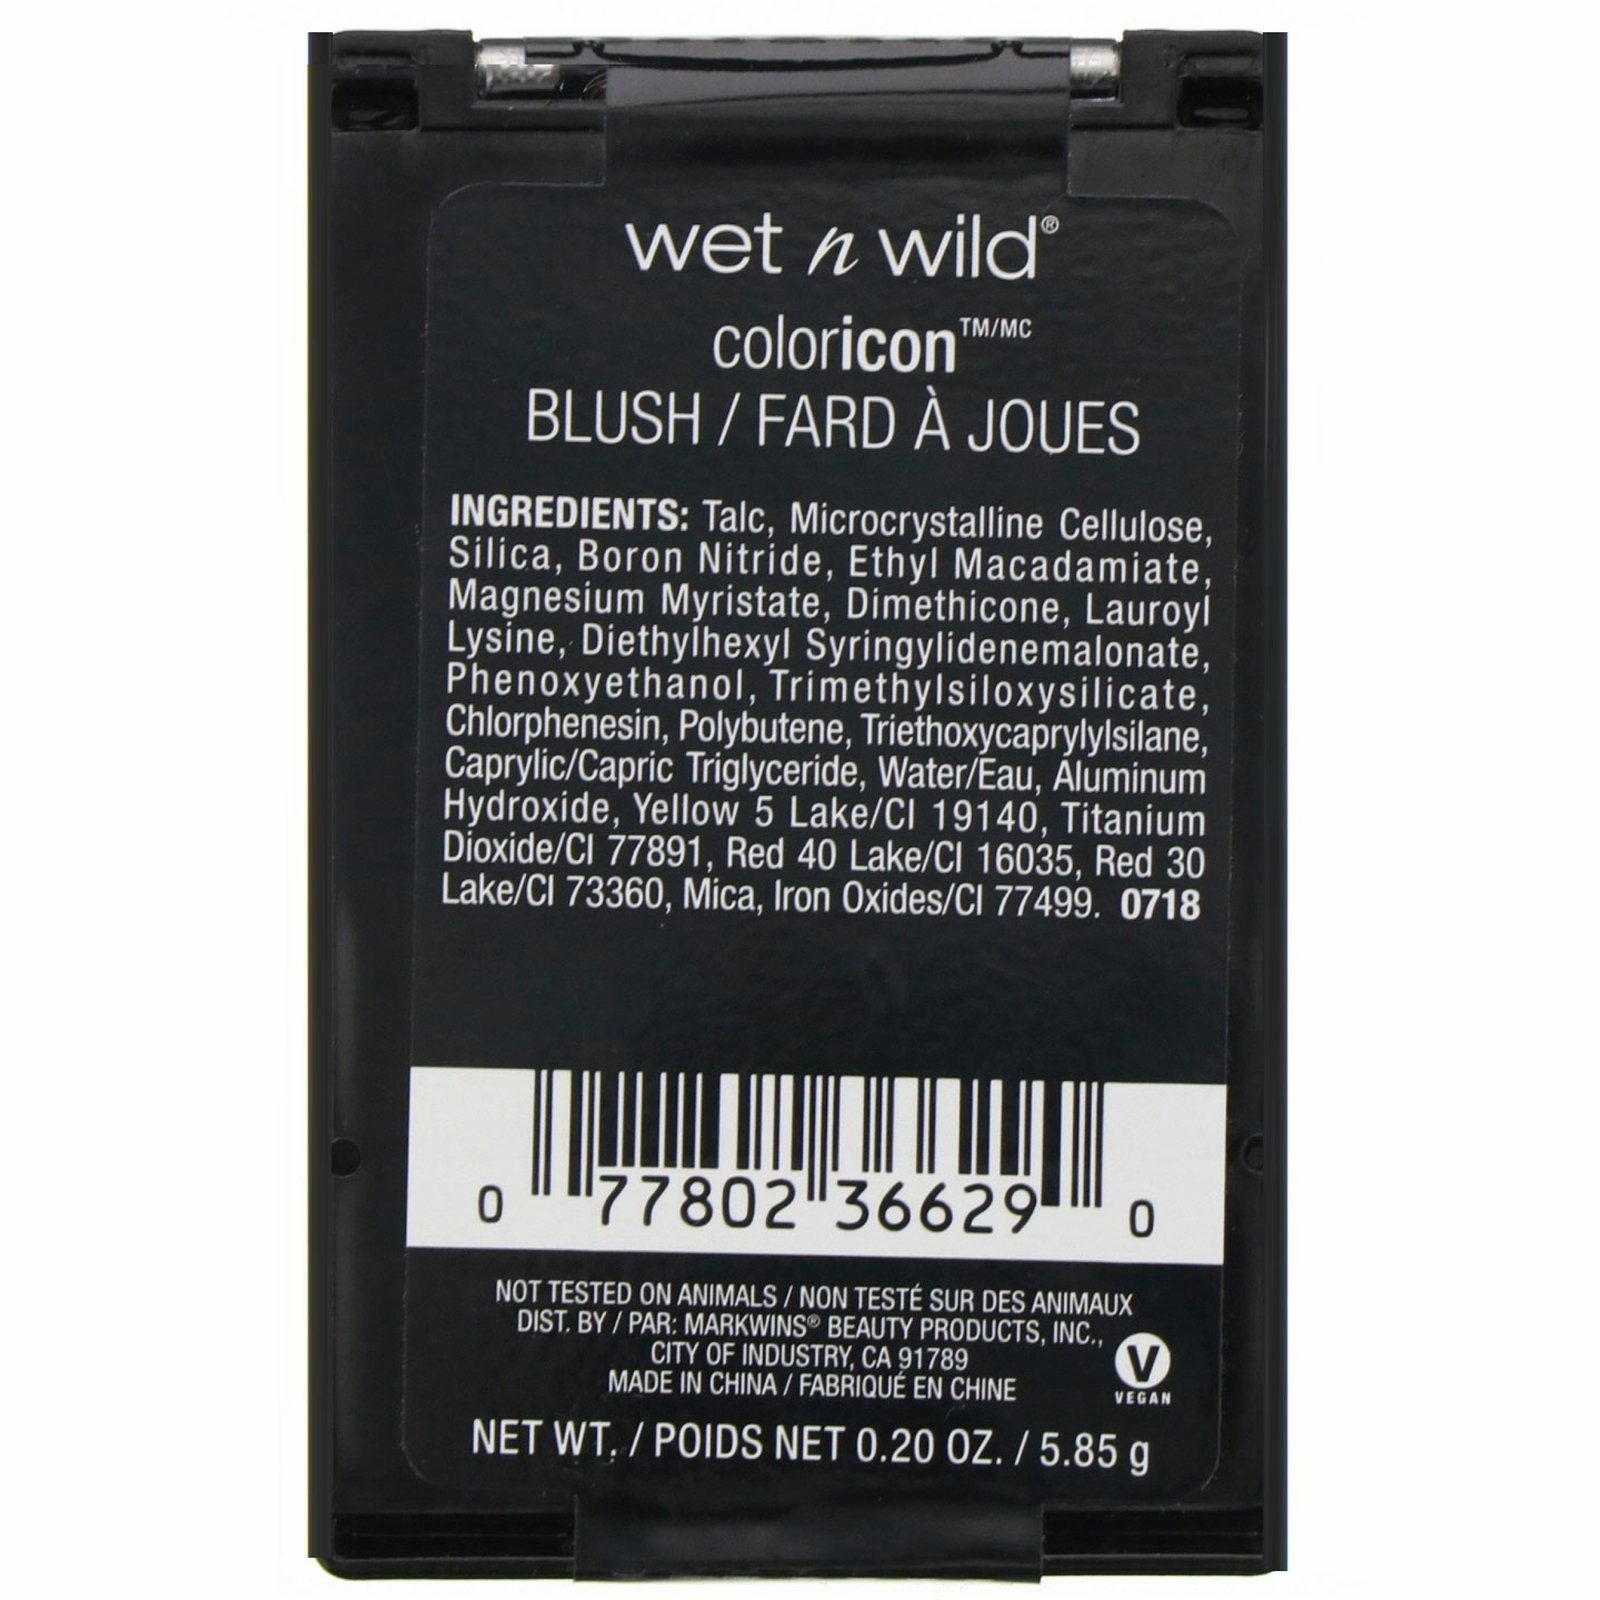 wet n wild®
coloricon™/MC
BLUSH / FARD À JOUES
INGREDIENTS: Talc, Microcrystalline Cellulose,
Silica, Boron Nitride, Ethyl Macadamiate,
Magnesium Myristate, Dimethicone, Lauroyl
Lysine, Diethylhexyl Syringylidenemalonate,
Phenoxyethanol, Trimethylsiloxysilicate,
Chlorphenesin, Polybutene, Triethoxycaprylylsilane,
Caprylic/Capric Triglyceride, Water/Eau, Aluminum
Hydroxide, Yellow 5 Lake/CI 19140, Titanium
Dioxide/CI 77891, Red 40 Lake/CI 16035, Red 30
Lake/CI 73360, Mica, Iron Oxides/CI 77499. 0718
0 77802 36629 0
NOT TESTED ON ANIMALS / NON TESTÉ SUR DES ANIMAUX
DIST. BY / PAR: MARKWINS® BEAUTY PRODUCTS, INC.,
CITY OF INDUSTRY, CA 91789
MADE IN CHINA / FABRIQUÉ EN CHINE
V
VEGAN
NET WT. / POIDS NET 0.20 OZ. / 5.85 g